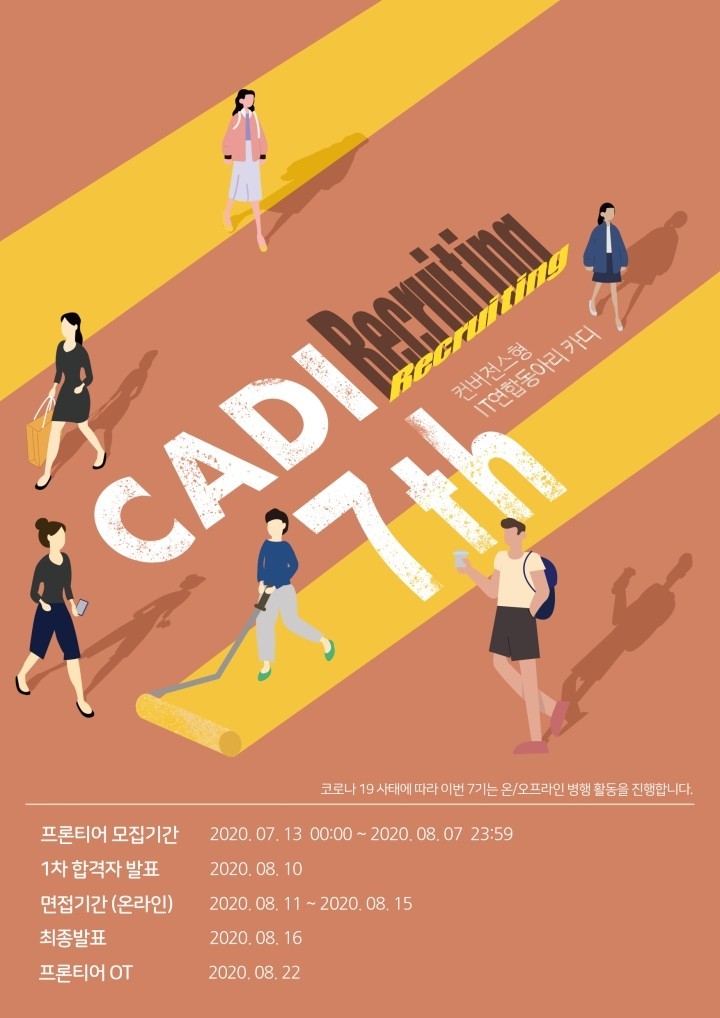 Recruiting
Recruiting
컨버전스형
IT연합동아리 카디
CADI
7th
코로나 19 사태에 따라 이번 7기는 온/오프라인 병행 활동을 진행합니다.
프론티어 모집기간 2020. 07. 13 00:00 ~ 2020. 08. 07 23:59
1차 합격자 발표 2020. 08. 10
면접기간 (온라인) 2020. 08. 11 ~ 2020. 08. 15
최종발표 2020. 08. 16
프론티어 OT 2020. 08. 22